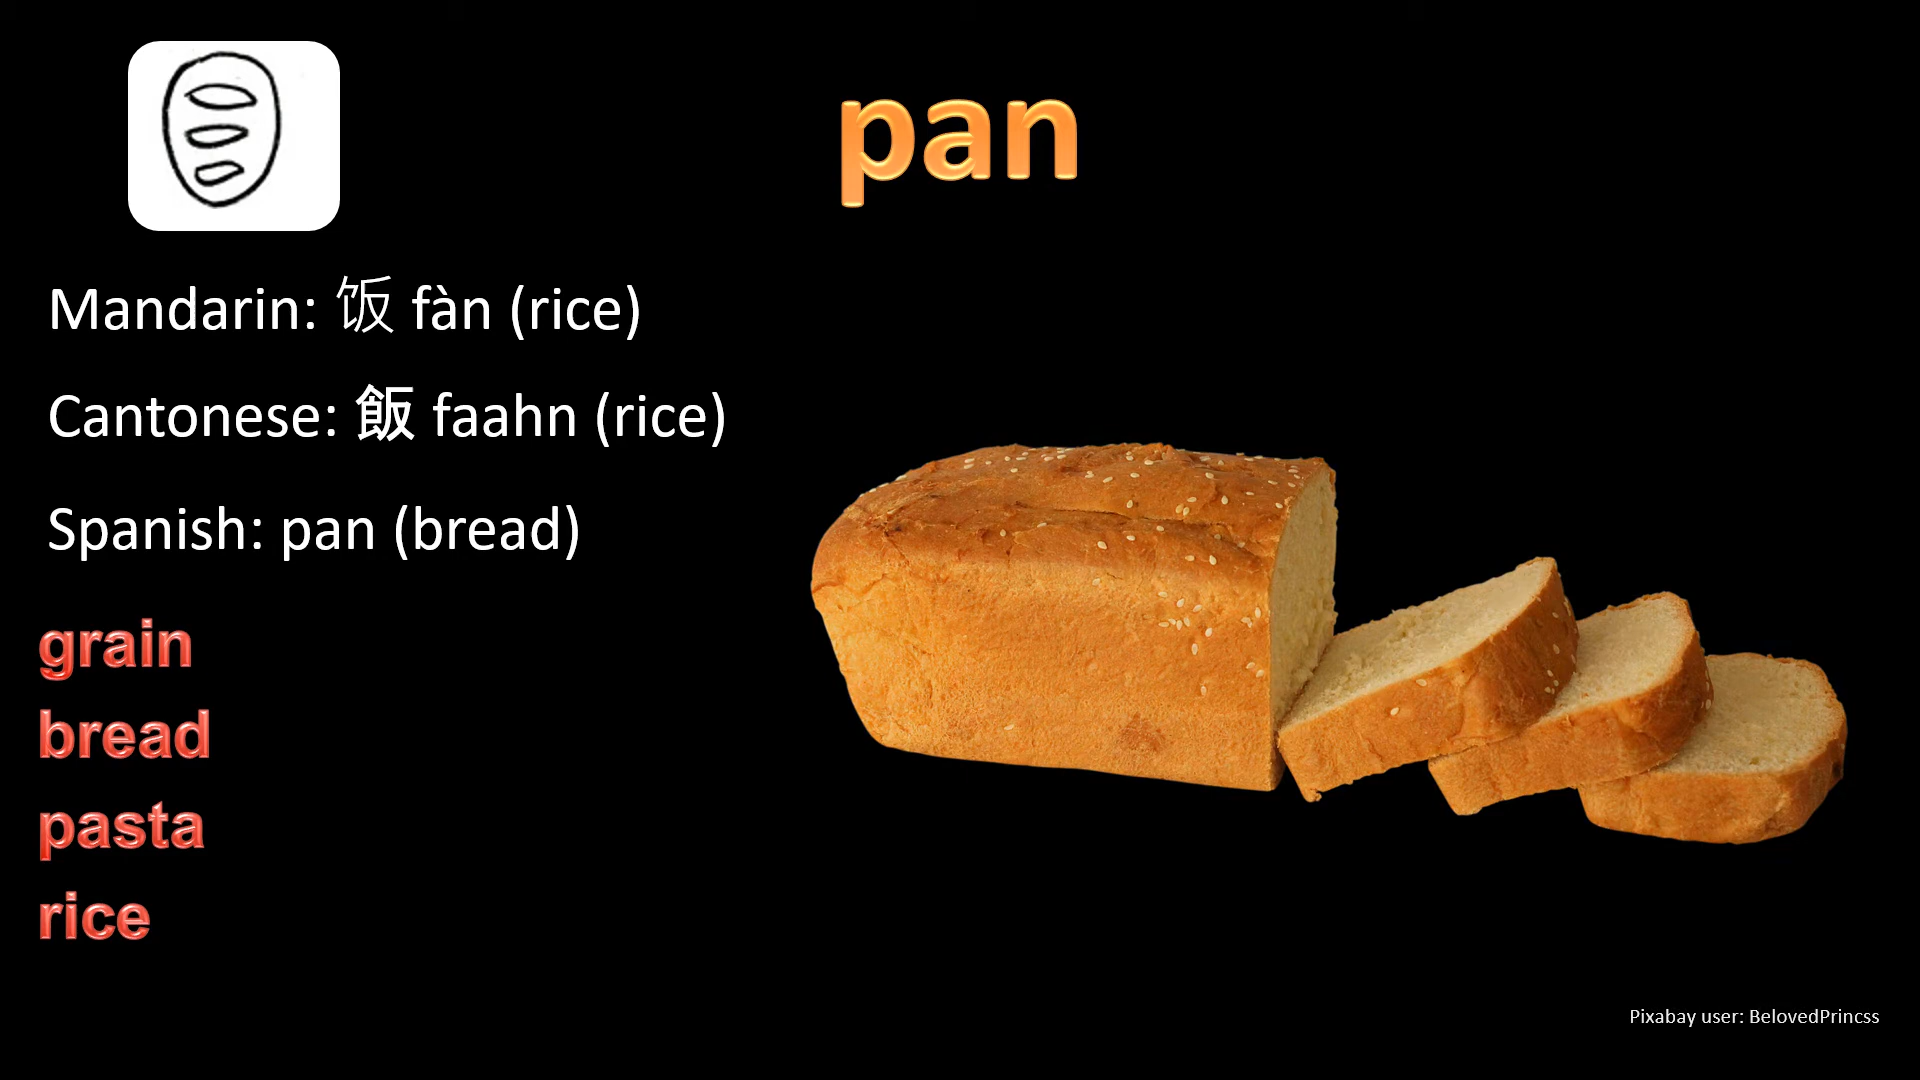 pan
Mandarin: 饭 fàn (rice)
Cantonese: 飯 faahn (rice)
Spanish: pan (bread)
grain
bread
pasta
rice
Pixabay user: BelovedPrincss